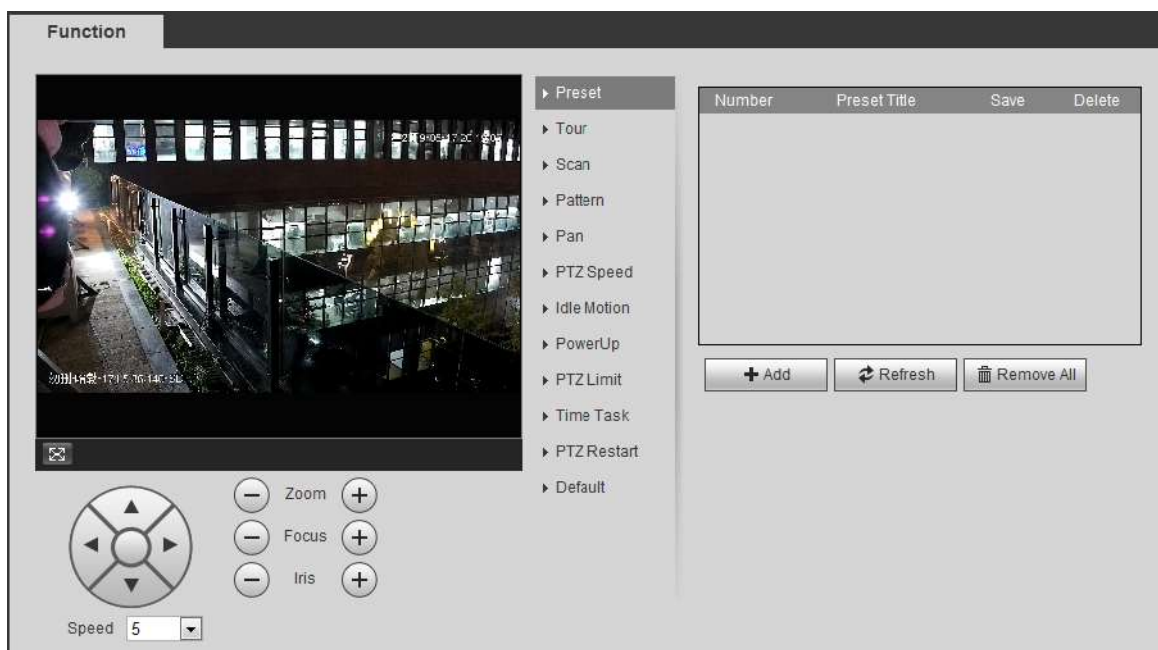 Function
Preset
Tour
Scan
Pattern
Pan
PTZ Speed
Idle Motion
PowerUp
PTZ Limit
Time Task
PTZ Restart
Default
Number Preset Title Save Delete
Add Refresh Remove All
Zoom
Focus
Iris
Speed 5